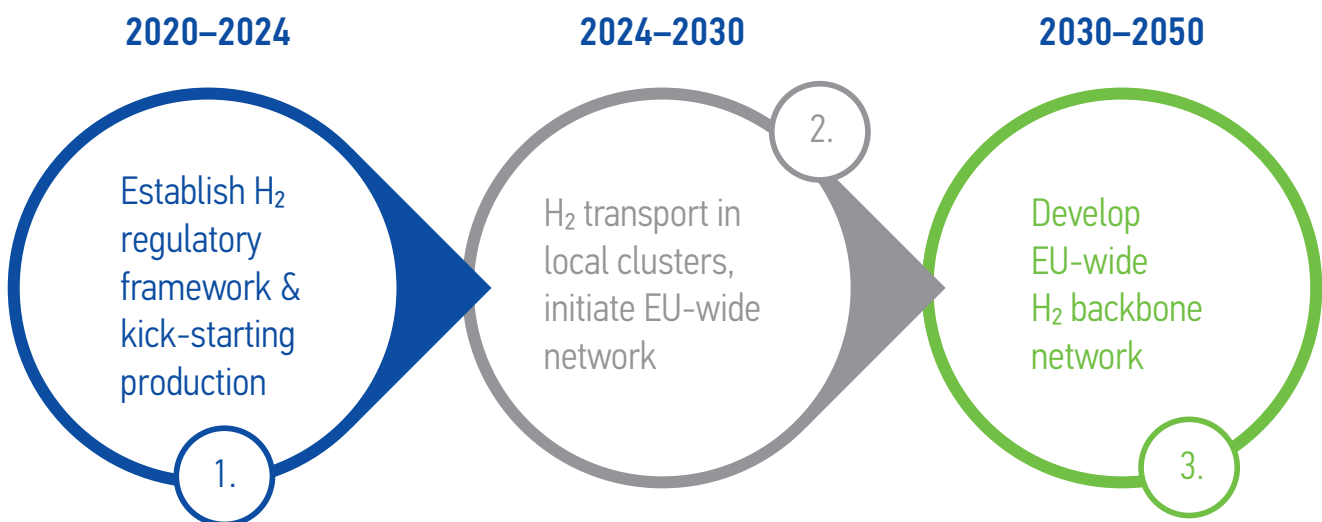 2020–2024
Establish H₂
regulatory
framework &
kick-starting
production
1.
2024–2030
2.
H₂ transport in
local clusters,
initiate EU-wide
network
2030–2050
Develop
EU-wide
H₂ backbone
network
3.